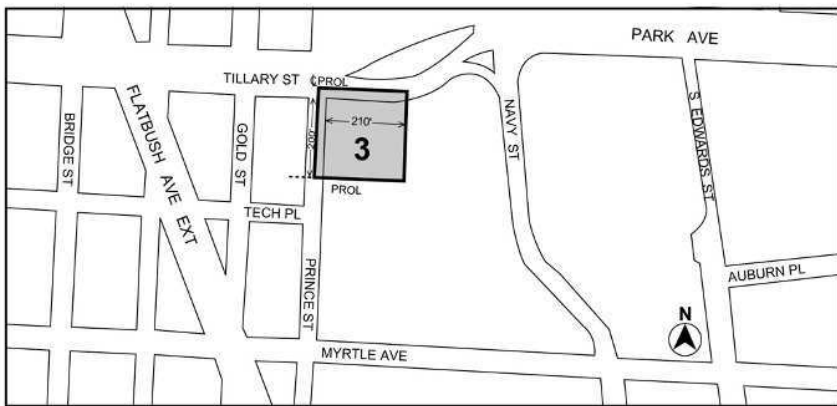 PARK AVE
TILLARY ST
PROL
FLATBUSH AVE EXT
BRIDGE ST
GOLD ST
200'
210'
3
NAVY ST
S EDWARDS ST
PROL
TECH PL
PRINCE ST
AUBURN PL
N
MYRTLE AVE